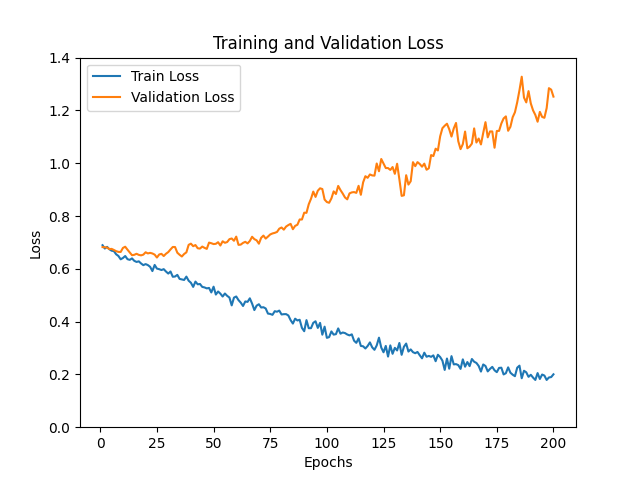 Training and Validation Loss
Train Loss
Validation Loss
Loss
1.4
1.2
1.0
0.8
0.6
0.4
0.2
0.0
0 25 50 75 100 125 150 175 200
Epochs